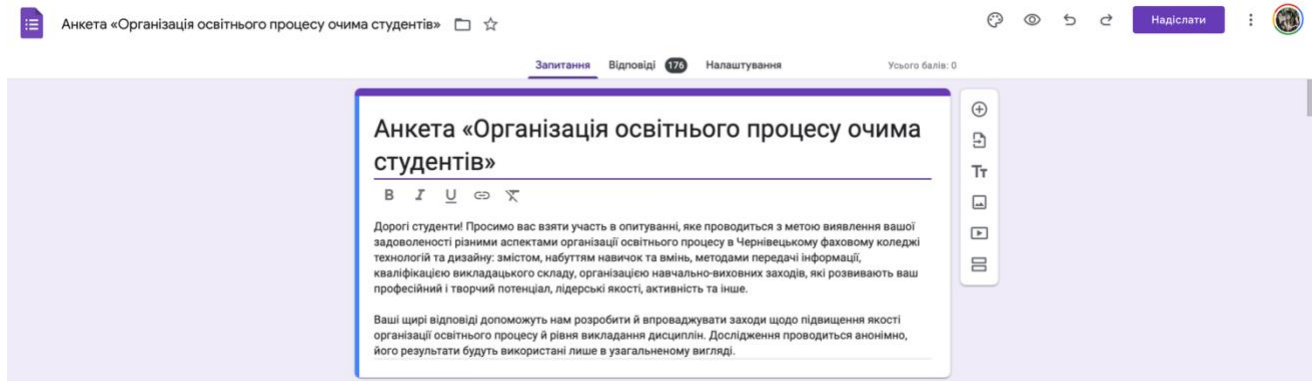 Анкета «Організація освітнього процесу очима студентів»
Надіслати
Запитання Відповіді 176 Налаштування Усього балів: 0
Анкета «Організація освітнього процесу очима
студентів»
B I U
Дорогі студенти! Просимо вас взяти участь в опитуванні, яке проводиться з метою виявлення вашої
задоволеності різними аспектами організації освітнього процесу в Чернівецькому фаховому коледжі
технологій та дизайну: змістом, набуттям навичок та вмінь, методами передачі інформації,
кваліфікацією викладацького складу, організацією навчально-виховних заходів, які розвивають ваш
професійний і творчий потенціал, лідерські якості, активність та інше.
Ваші щирі відповіді допоможуть нам розробити й впроваджувати заходи щодо підвищення якості
організації освітнього процесу й рівня викладання дисциплін. Дослідження проводиться анонімно,
його результати будуть використані лише в узагальненому вигляді.
Тт